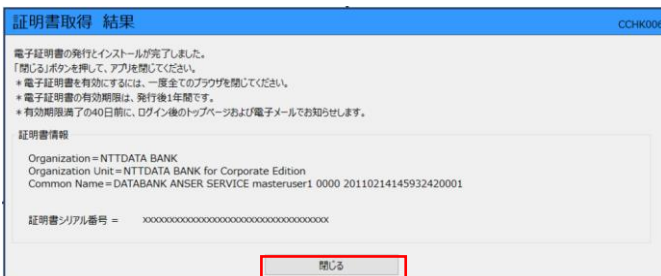 証明書取得 結果
CCHK006
電子証明書の発行とインストールが完了しました。
「閉じる」ボタンを押して、アプリを閉じてください。
＊電子証明書を有効にするには、一度全てのブラウザを閉じてください。
＊電子証明書の有効期限は、発行後1年間です。
＊有効期限満了の40日前に、ログイン後のトップページおよび電子メールでお知らせします。
証明書情報
Organization=NTTDATA BANK
Organization Unit=NTTDATA BANK for Corporate Edition
Common Name=DATABANK ANSER SERVICE masteruser1 0000 20110214145932420001
証明書シリアル番号 = xxxxxxxxxxxxxxxxxxxxxxxxxxxxxxxxxxx
閉じる